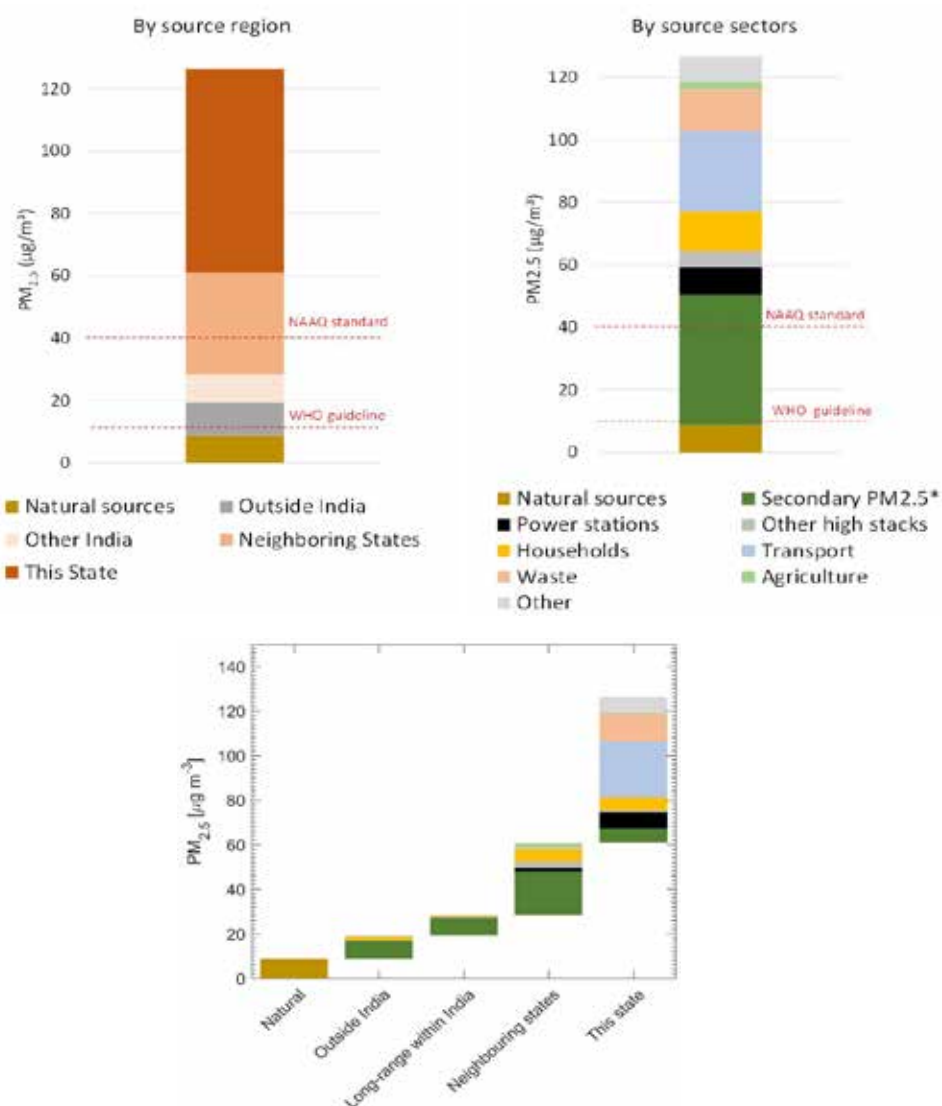 By source region
120
100
80
60
40
20
0
PM2.5 (µg/m³)
NAAQ standard
WHO guideline
Natural sources
Outside India
Other India
Neighboring States
This State
By source sectors
120
100
80
60
40
20
0
PM2.5 (µg/m³)
NAAQ standard
WHO guideline
Natural sources
Secondary PM2.5*
Power stations
Other high stacks
Households
Transport
Waste
Agriculture
Other
140
120
100
80
60
40
20
0
PM2.5 [µg m-3]
Natural
Outside India
Long-range within India
Neighbouring states
This state